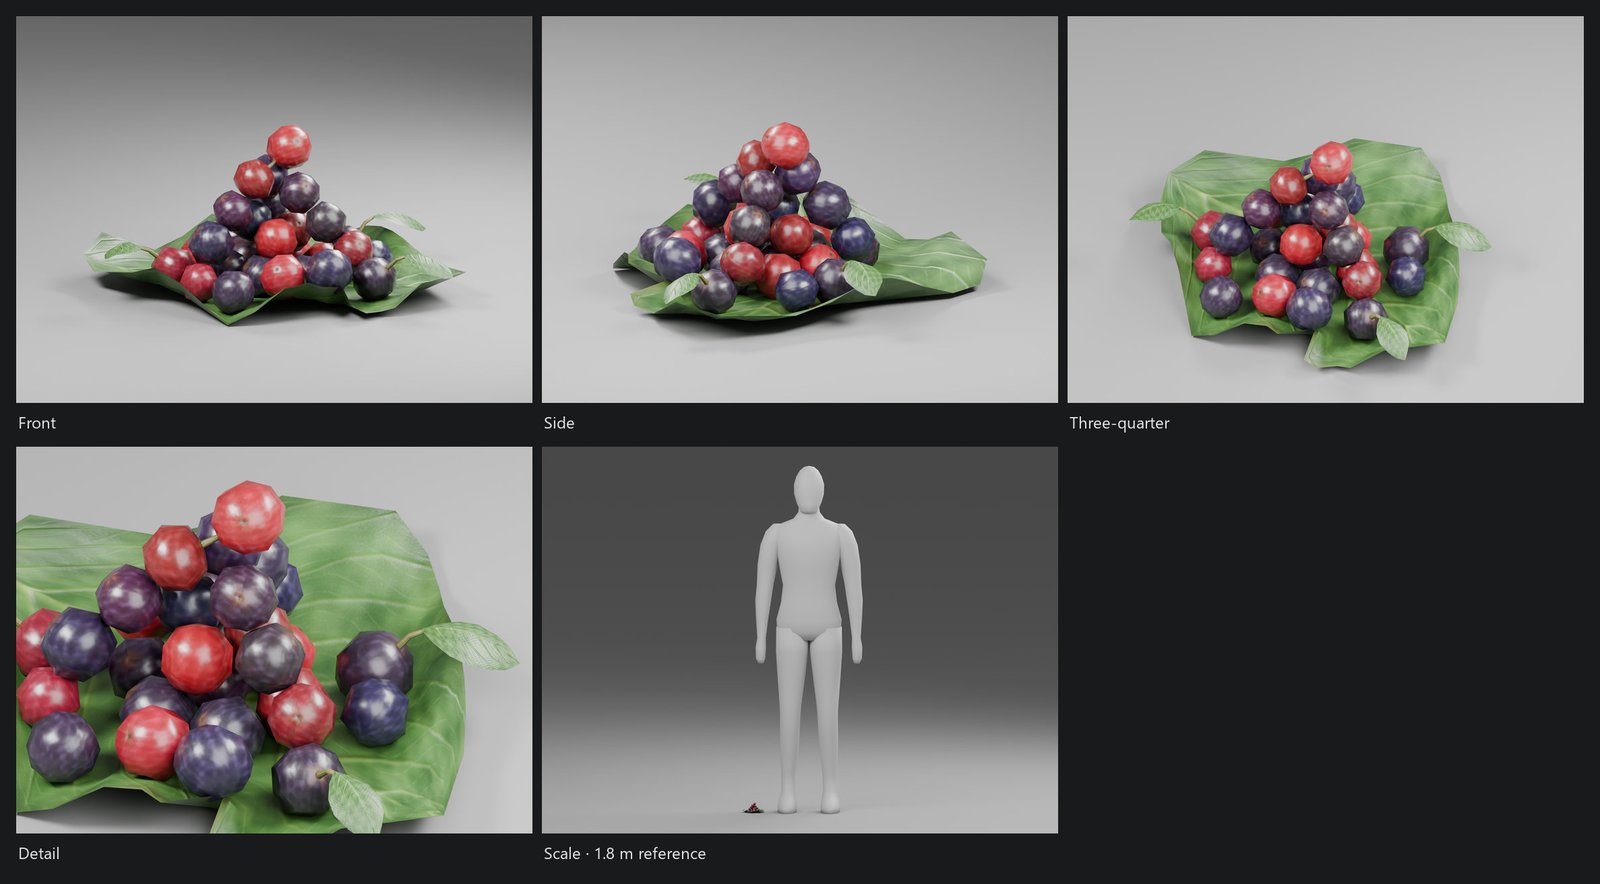 Front
Side
Three-quarter
Detail
Scale · 1.8 m reference